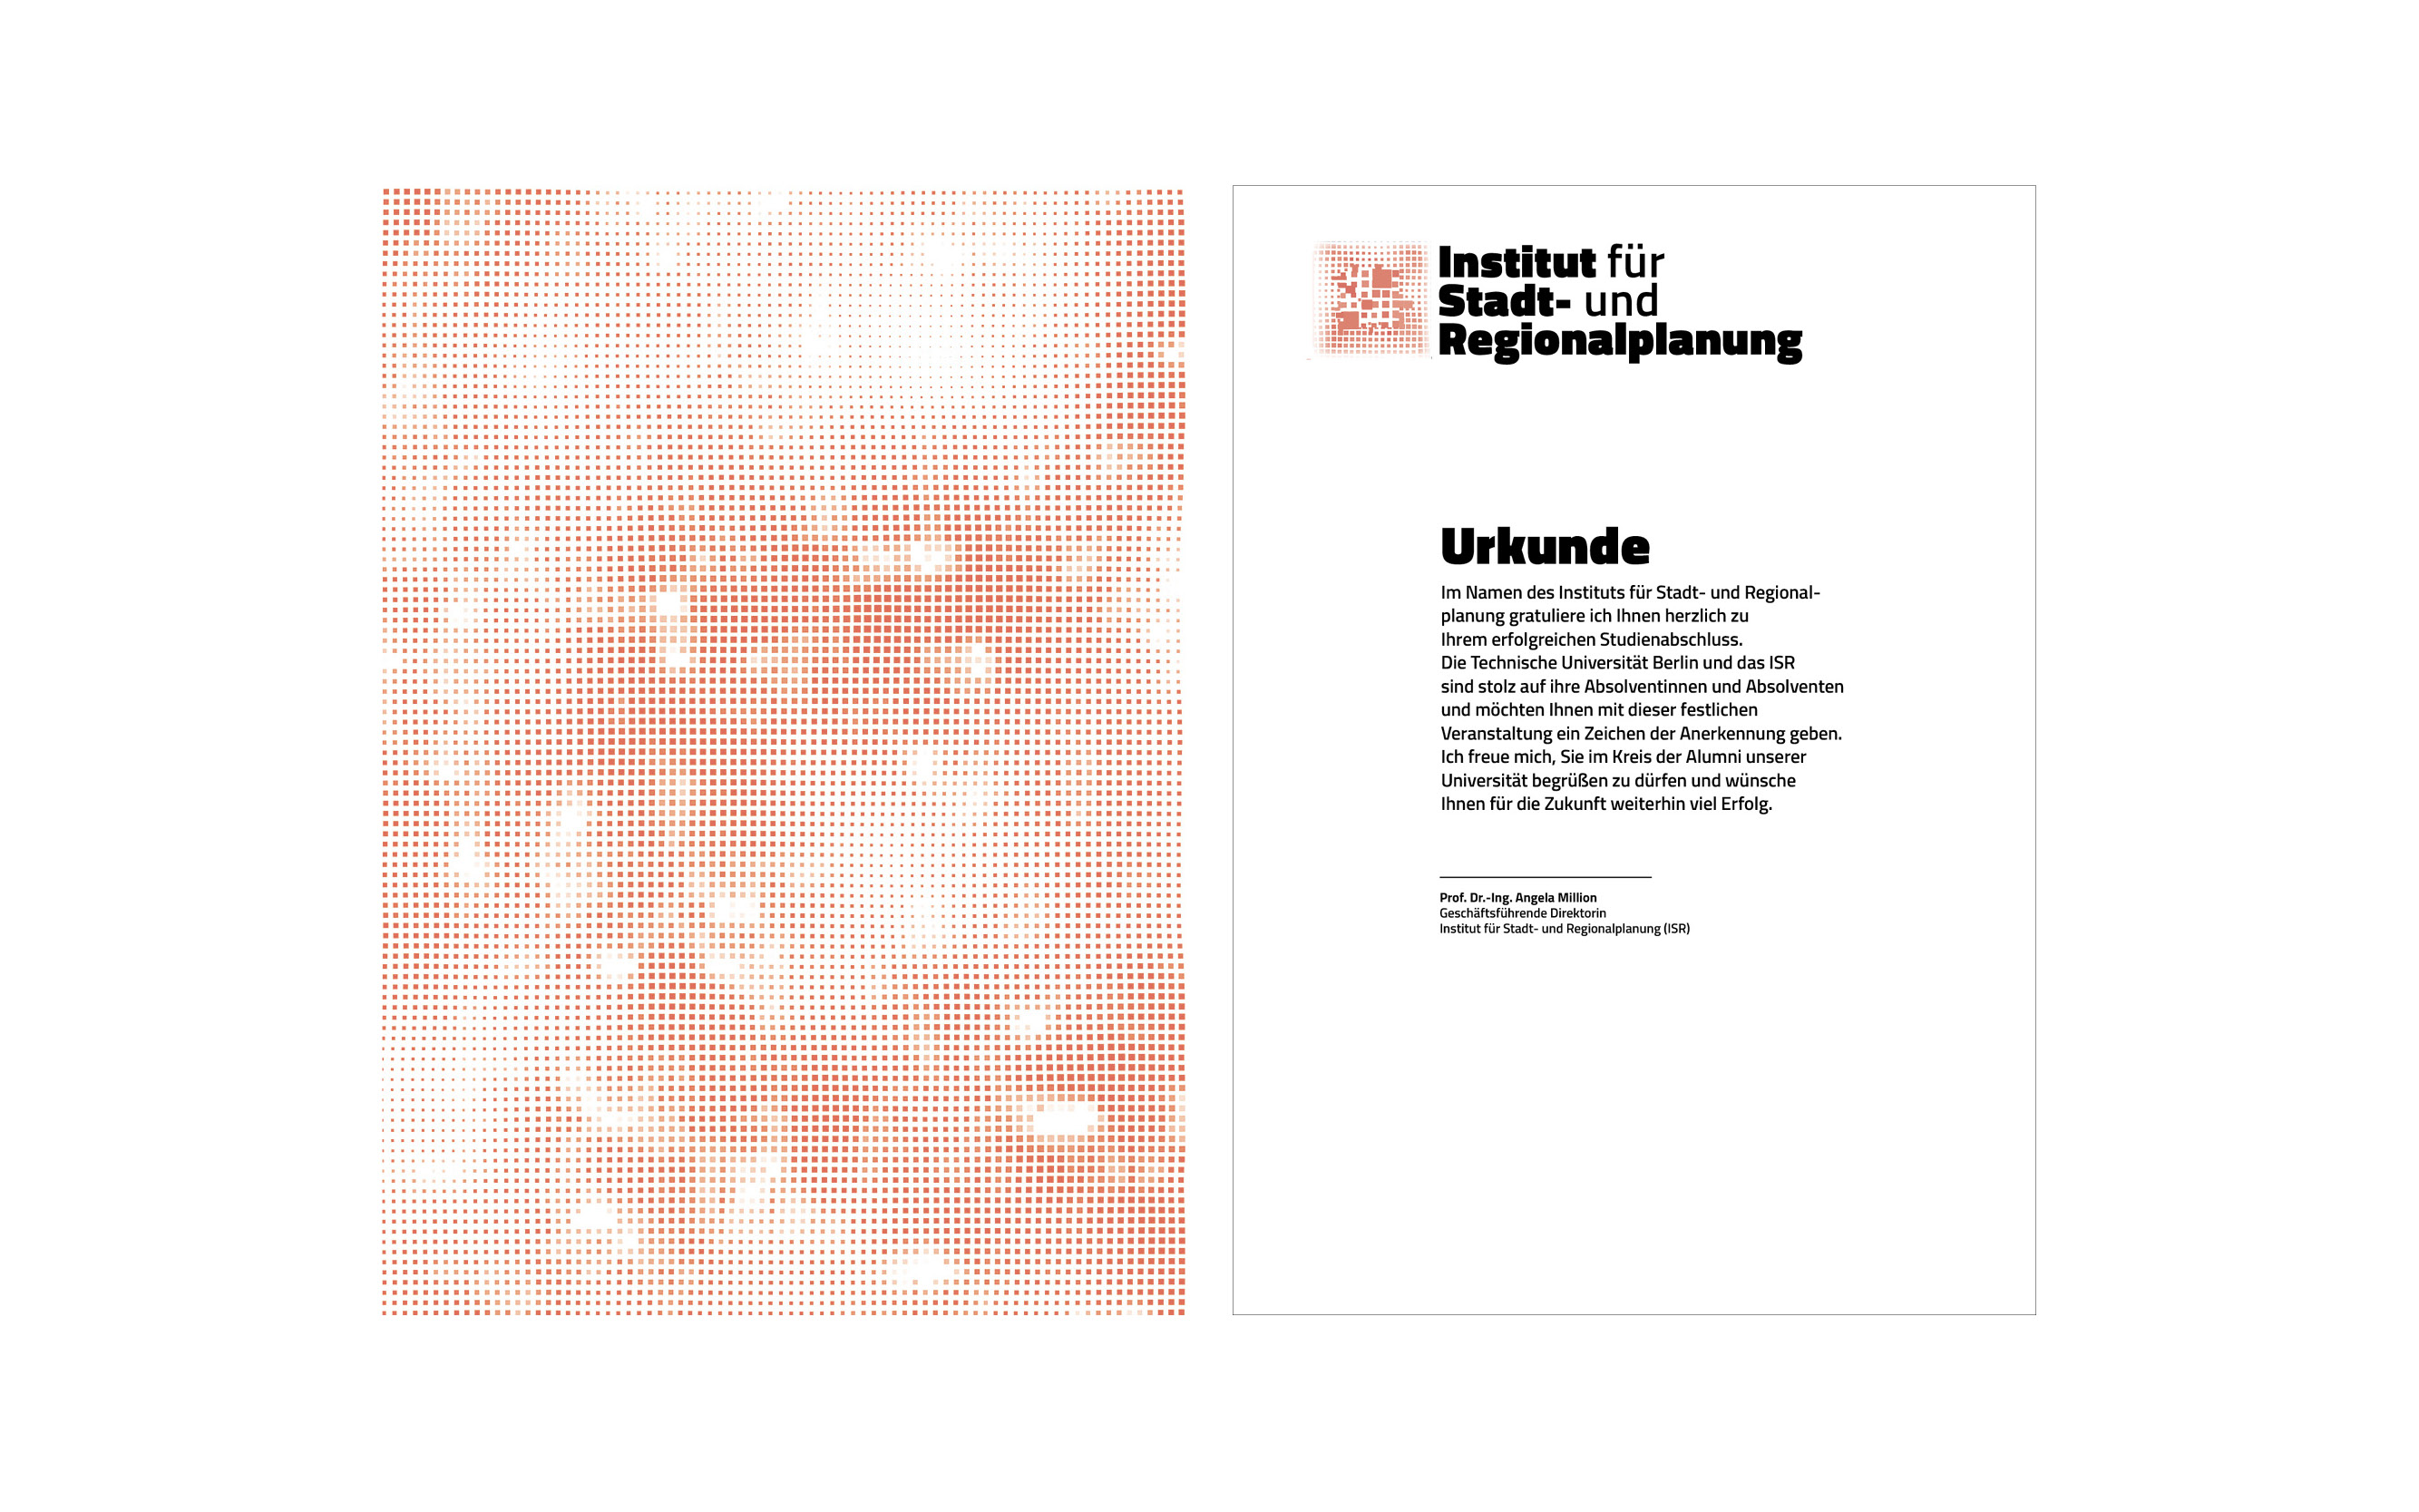 Institut für
Stadt- und
Regionalplanung
Urkunde
Im Namen des Instituts für Stadt- und Regional-
planung gratuliere ich Ihnen herzlich zu
Ihrem erfolgreichen Studienabschluss.
Die Technische Universität Berlin und das ISR
sind stolz auf ihre Absolventinnen und Absolventen
und möchten Ihnen mit dieser festlichen
Veranstaltung ein Zeichen der Anerkennung geben.
Ich freue mich, Sie im Kreis der Alumni unserer
Universität begrüßen zu dürfen und wünsche
Ihnen für die Zukunft weiterhin viel Erfolg.
Prof. Dr.-Ing. Angela Million
Geschäftsführende Direktorin
Institut für Stadt- und Regionalplanung (ISR)